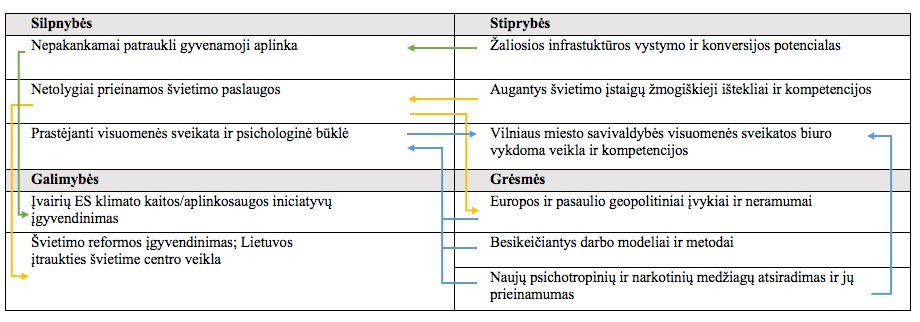 Silpnybės
Stiprybės
Nepakankamai patraukli gyvenamoji aplinka
Žaliosios infrastuktūros vystymo ir konversijos potencialas
Netolygiai prieinamos švietimo paslaugos
Augantys švietimo įstaigų žmogiškieji ištekliai ir kompetencijos
Prastėjanti visuomenės sveikata ir psichologinė būklė
Vilniaus miesto savivaldybės visuomenės sveikatos biuro
vykdoma veikla ir kompetencijos
Galimybės
Grėsmės
Įvairių ES klimato kaitos/aplinkosaugos iniciatyvų
įgyvendinimas
Europos ir pasaulio geopolitiniai įvykiai ir neramumai
Švietimo reformos įgyvendinimas; Lietuvos
įtraukties švietime centro veikla
Besikeičiantys darbo modeliai ir metodai
Naujų psichotropinių ir narkotinių medžiagų atsiradimas ir jų
prieinamumas